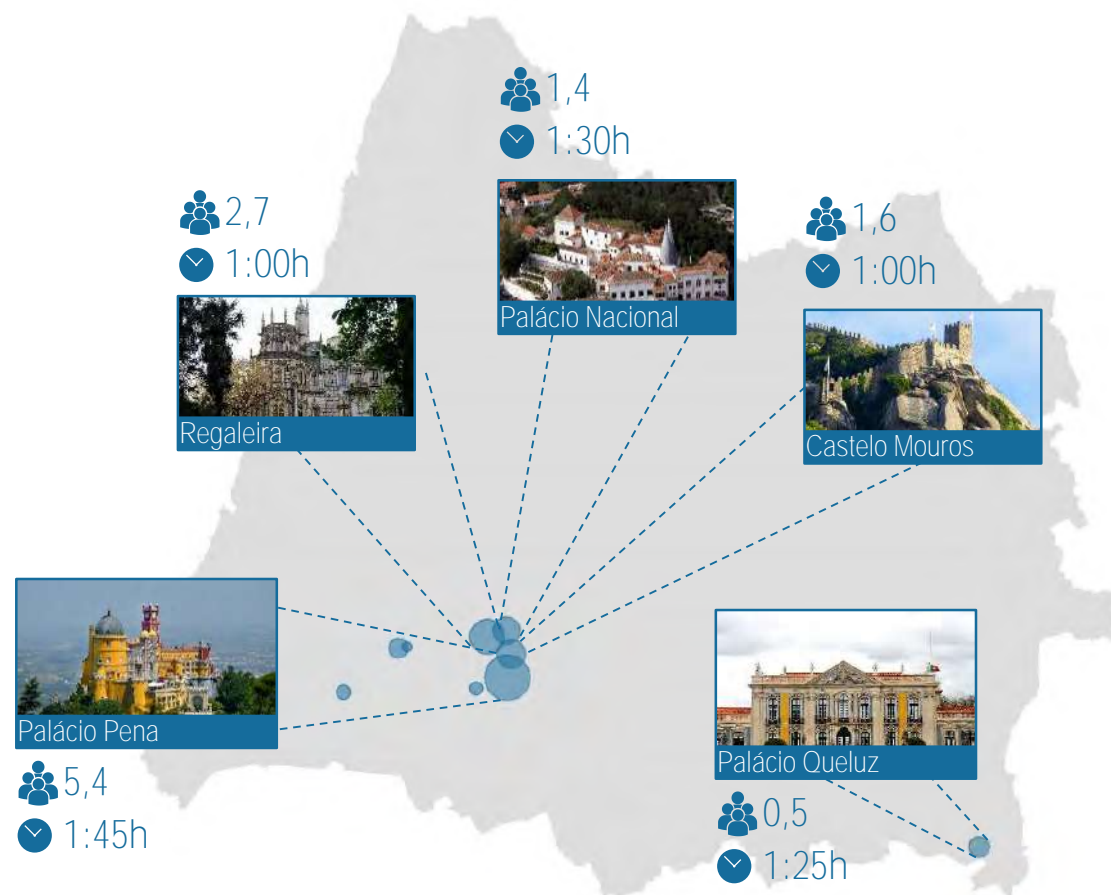 1,4
1:30h
Palácio Nacional
2,7
1:00h
Regaleira
1,6
1:00h
Castelo Mouros
Palácio Pena
5,4
1:45h
Palácio Queluz
0,5
1:25h